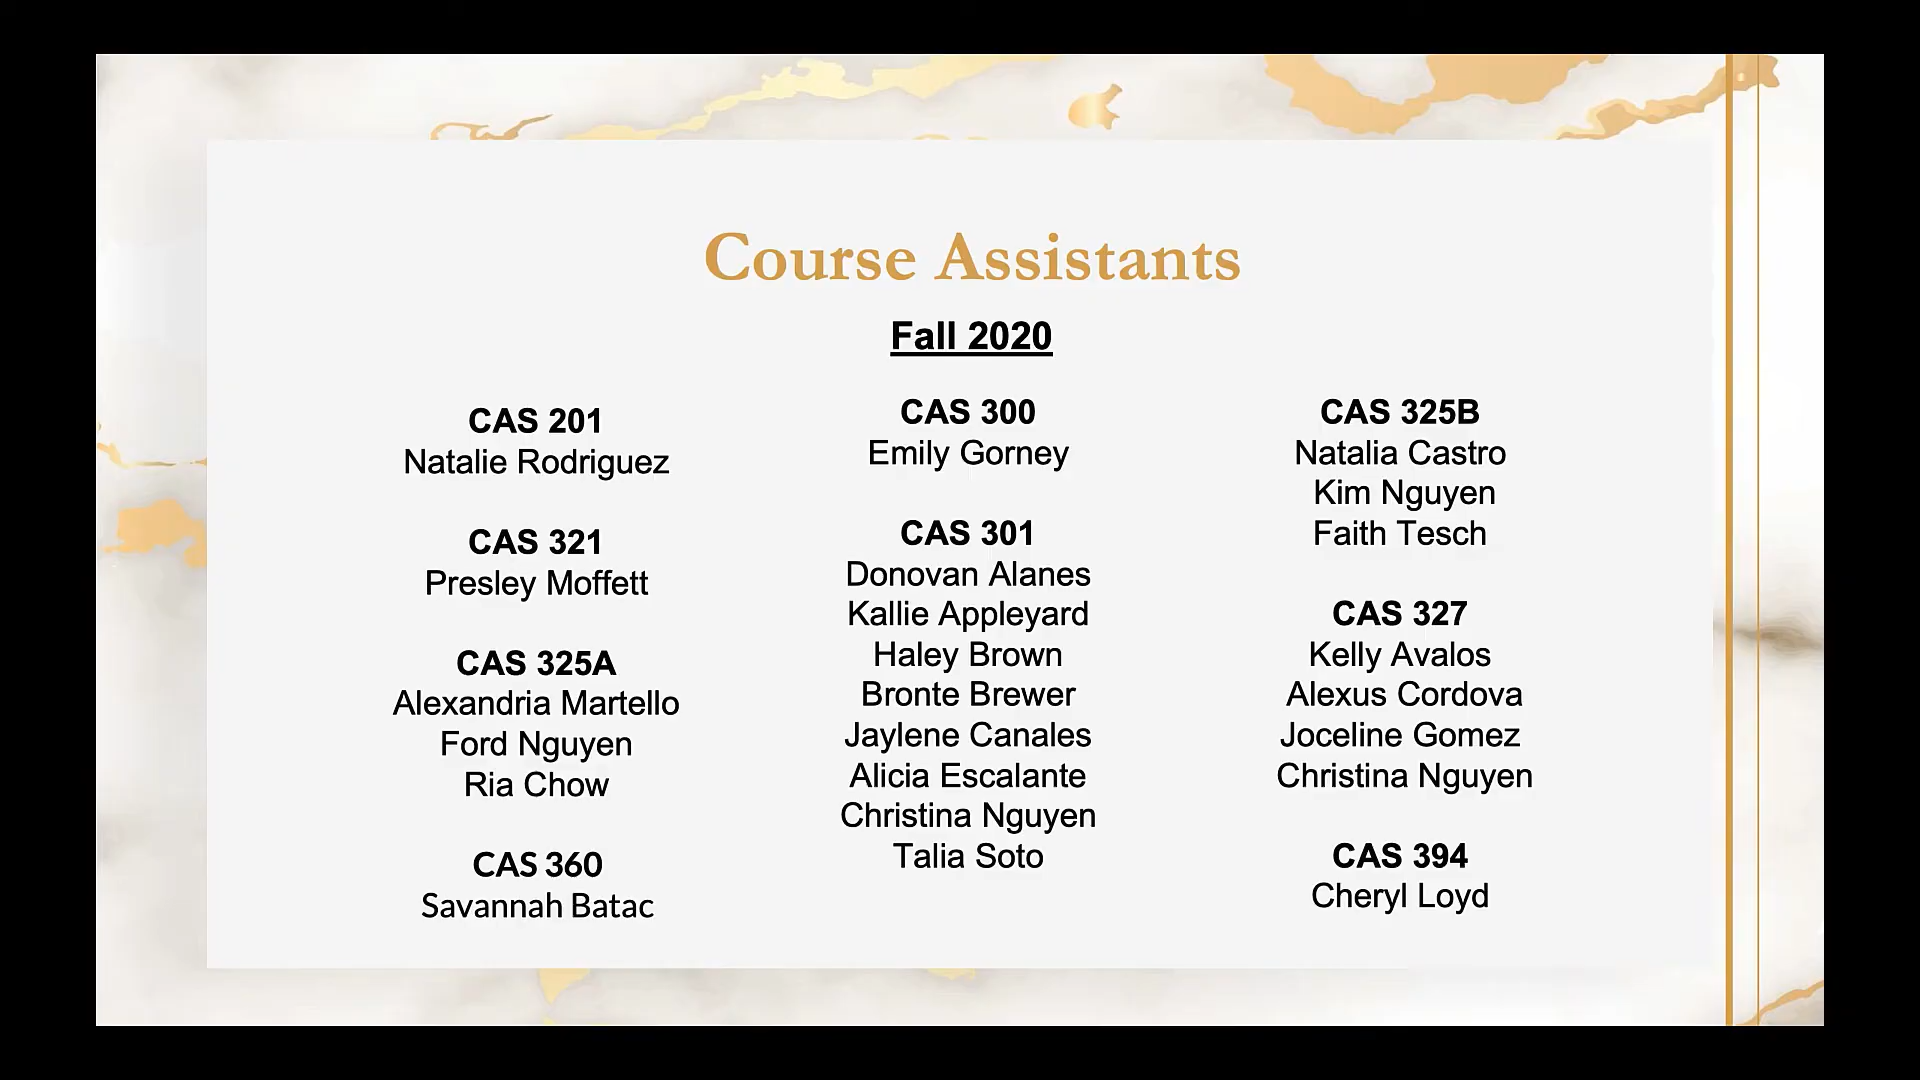 Course Assistants
Fall 2020
CAS 201
Natalie Rodriguez
CAS 321
Presley Moffett
CAS 325A
Alexandria Martello
Ford Nguyen
Ria Chow
CAS 360
Savannah Batac
CAS 300
Emily Gorney
CAS 301
Donovan Alanes
Kallie Appleyard
Haley Brown
Bronte Brewer
Jaylene Canales
Alicia Escalante
Christina Nguyen
Talia Soto
CAS 325B
Natalia Castro
Kim Nguyen
Faith Tesch
CAS 327
Kelly Avalos
Alexus Cordova
Joceline Gomez
Christina Nguyen
CAS 394
Cheryl Loyd